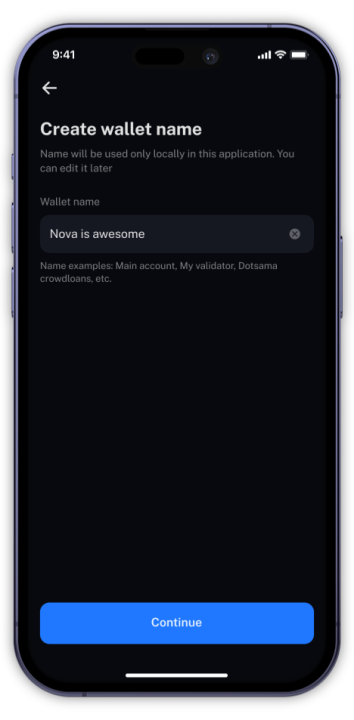 9:41
Create wallet name
Name will be used only locally in this application. You
can edit it later
Wallet name
Nova is awesome
Name examples: Main account, My validator, Dotsama
crowdloans, etc.
Continue